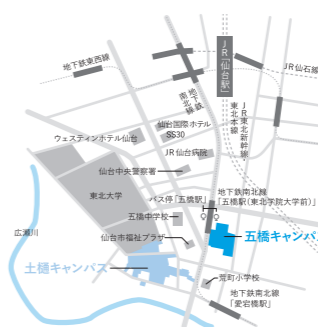 地下鉄東西線
JR「仙台駅」
JR仙石線
地下鉄
南北線
JR東北新幹線
東北本線
仙台国際ホテル
SS30
ウェスティンホテル仙台
JR仙台病院
仙台中央警察署
東北大学
バス停「五橋駅」
地下鉄南北線
「五橋駅(東北学院大学前)」
五橋中学校
広瀬川
仙台市福祉プラザ
五橋キャンパ
土樋キャンパス
荒町小学校
地下鉄南北線
「愛宕橋駅」